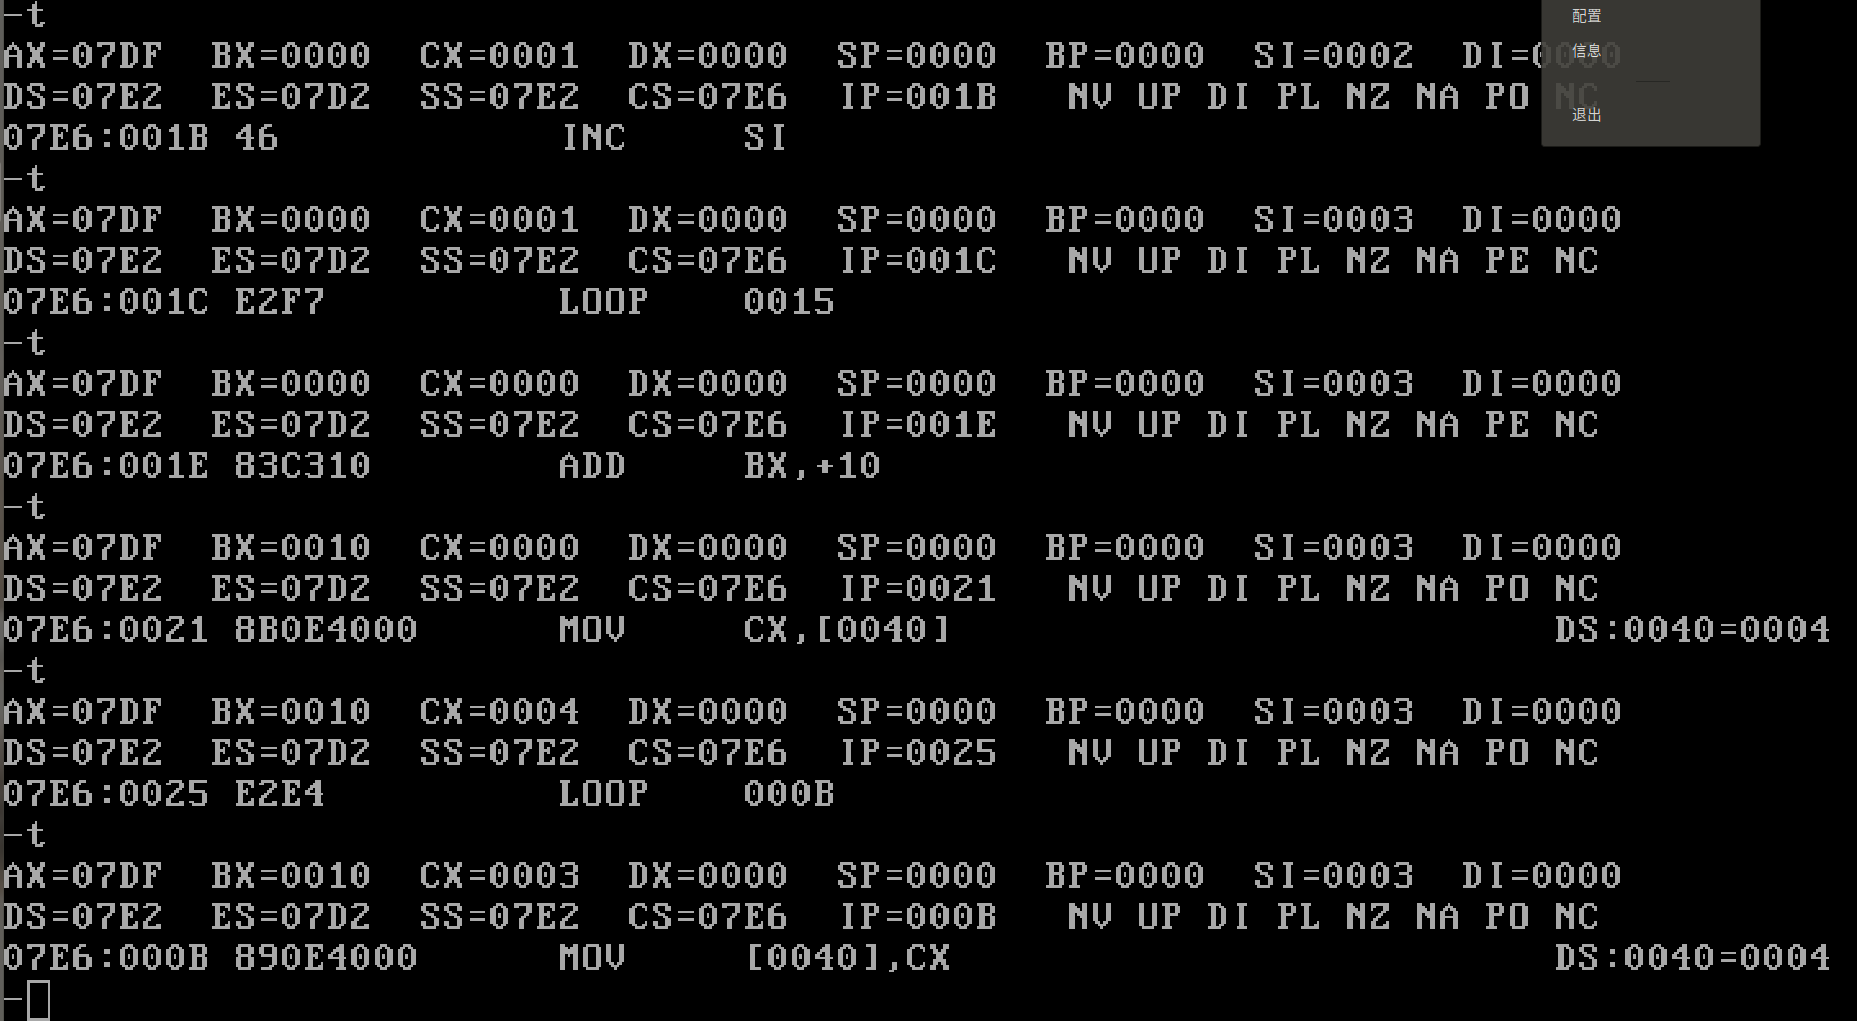 -t
AX=07DF  BX=0000  CX=0001  DX=0000  SP=0000  BP=0000  SI=0002  DI=0000
DS=07E2  ES=07D2  SS=07E2  CS=07E6  IP=001B   NV UP DI PL NZ NA PO NC
07E6:001B 46            INC     SI
-t
AX=07DF  BX=0000  CX=0001  DX=0000  SP=0000  BP=0000  SI=0003  DI=0000
DS=07E2  ES=07D2  SS=07E2  CS=07E6  IP=001C   NV UP DI PL NZ NA PE NC
07E6:001C E2F7          LOOP    0015
-t
AX=07DF  BX=0000  CX=0000  DX=0000  SP=0000  BP=0000  SI=0003  DI=0000
DS=07E2  ES=07D2  SS=07E2  CS=07E6  IP=001E   NV UP DI PL NZ NA PE NC
07E6:001E 83C310        ADD     BX,+10
-t
AX=07DF  BX=0010  CX=0000  DX=0000  SP=0000  BP=0000  SI=0003  DI=0000
DS=07E2  ES=07D2  SS=07E2  CS=07E6  IP=0021   NV UP DI PL NZ NA PO NC
07E6:0021 8B0E4000      MOV     CX,[0040]                          DS:0040=0004
-t
AX=07DF  BX=0010  CX=0004  DX=0000  SP=0000  BP=0000  SI=0003  DI=0000
DS=07E2  ES=07D2  SS=07E2  CS=07E6  IP=0025   NV UP DI PL NZ NA PO NC
07E6:0025 E2E4          LOOP    000B
-t
AX=07DF  BX=0010  CX=0003  DX=0000  SP=0000  BP=0000  SI=0003  DI=0000
DS=07E2  ES=07D2  SS=07E2  CS=07E6  IP=000B   NV UP DI PL NZ NA PO NC
07E6:000B 890E4000      MOV     [0040],CX                          DS:0040=0004
-
配置
信息
退出